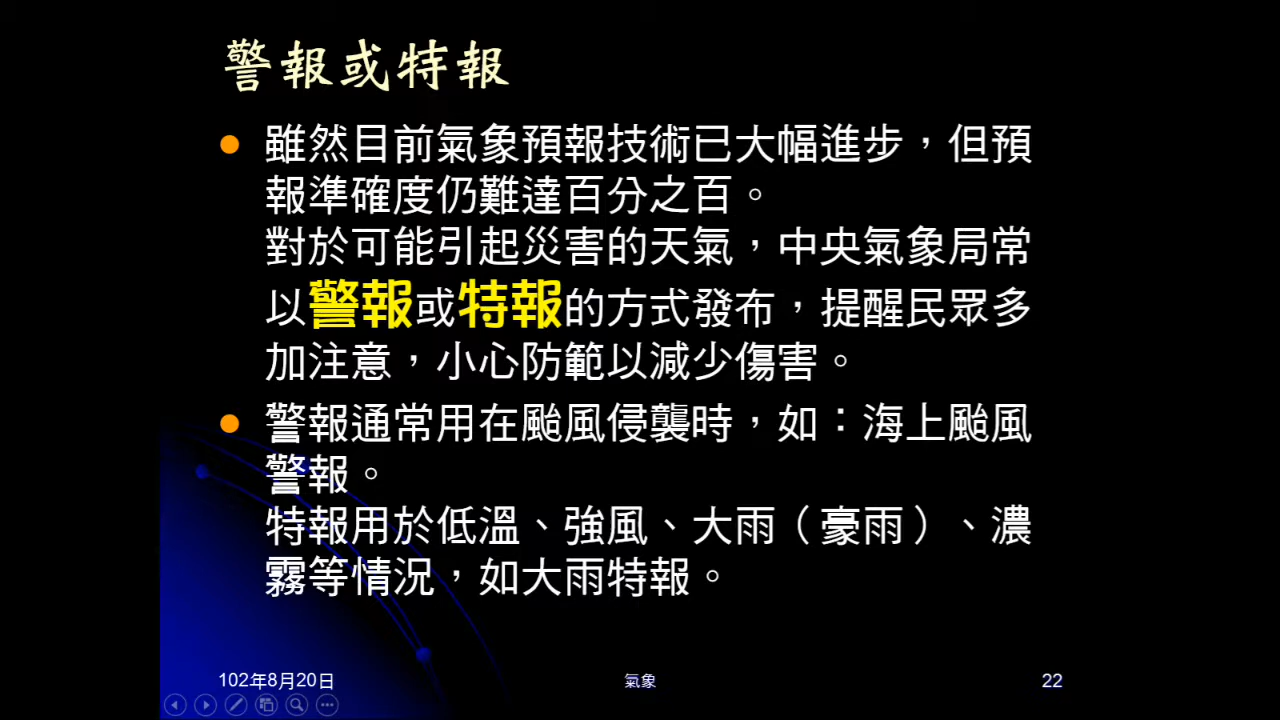 警報或特報
雖然目前氣象預報技術已大幅進步，但預
報準確度仍難達百分之百。
對於可能引起災害的天氣，中央氣象局常
以警報或特報的方式發布，提醒民眾多
加注意，小心防範以減少傷害。
警報通常用在颱風侵襲時，如：海上颱風
警報。
特報用於低溫、強風、大雨（豪雨）、濃
霧等情況，如大雨特報。
102年8月20日
氣象
22